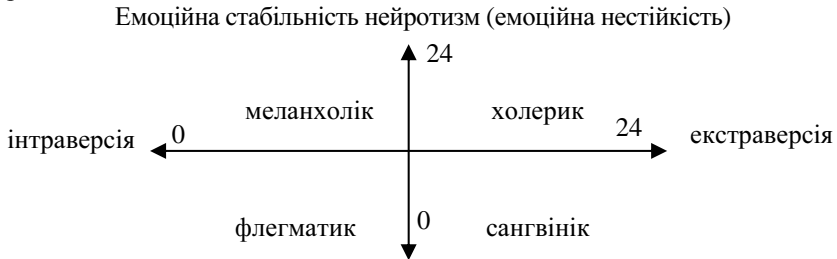 Емоційна стабільність нейротизм (емоційна нестійкість)
24
меланхолік холерик
інтраверсія 0 24 екстраверсія
флегматик 0 сангвінік